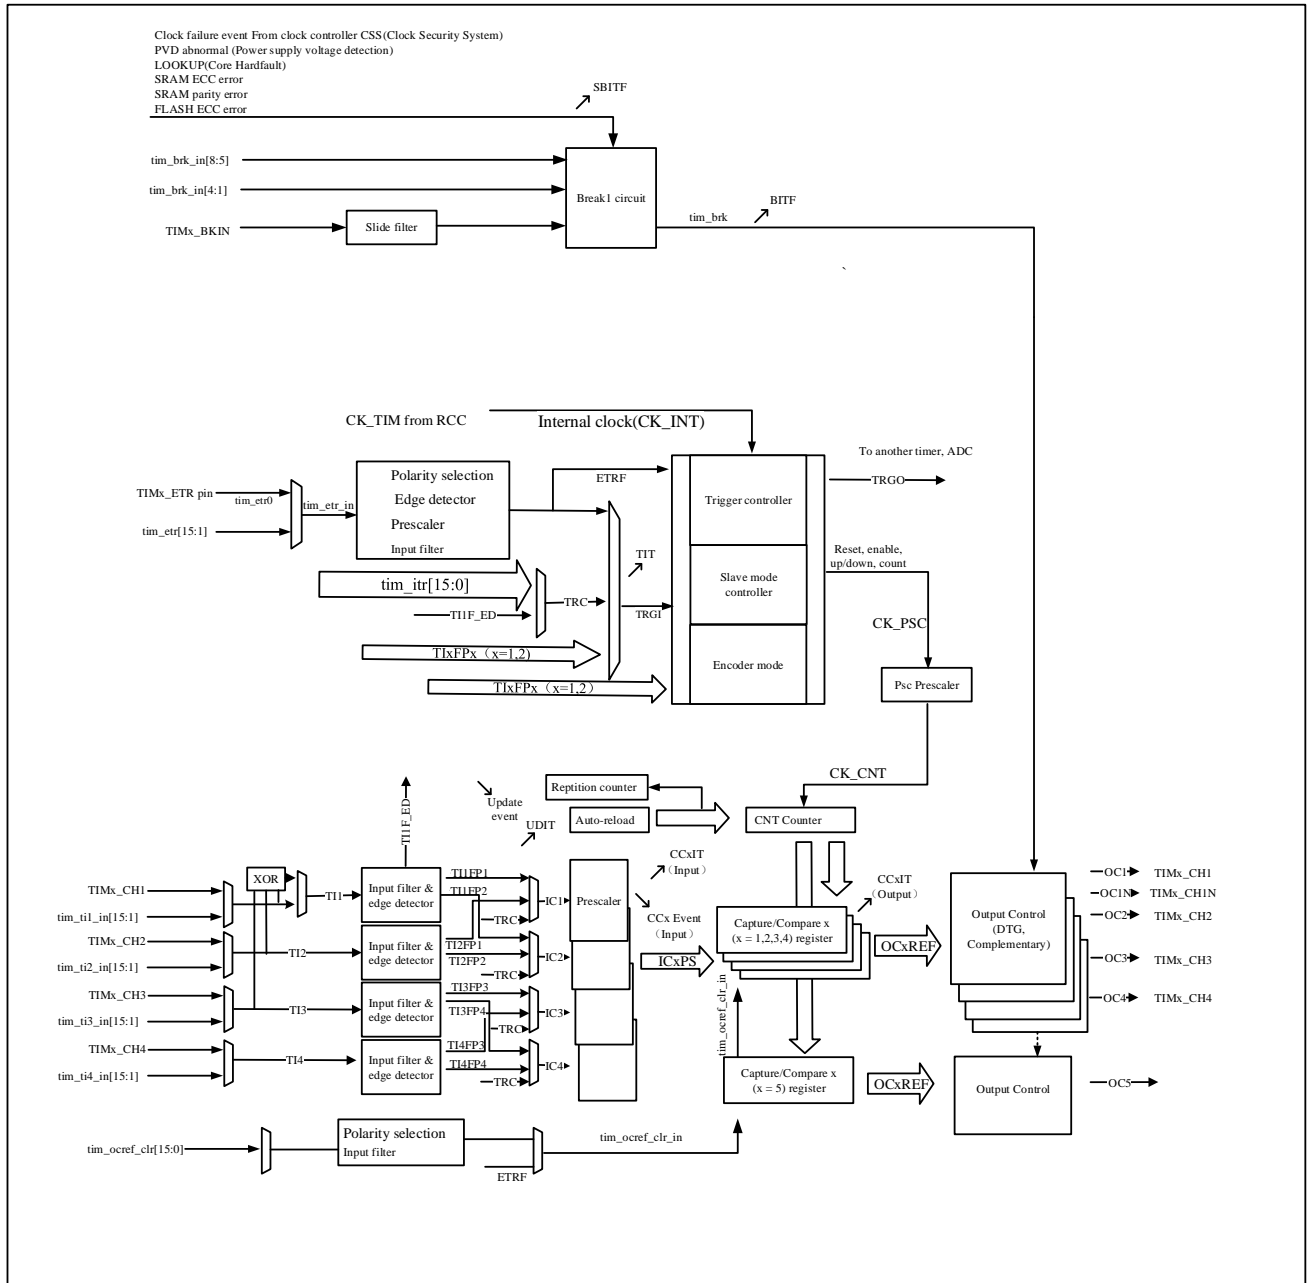 Clock failure event From clock controller CSS(Clock Security System)
PVD abnormal (Power supply voltage detection)
LOOKUP(Core Hardfault)
SRAM ECC error
SRAM parity error
FLASH ECC error
SBITF
tim_brk_in[8:5]
tim_brk_in[4:1]
TIMx_BKIN
Slide filter
Break1 circuit
tim_brk
BITF
`
CK_TIM from RCC
Internal clock(CK_INT)
To another timer, ADC
TRGO
TIMx_ETR pin
tim_etr0
tim_etr[15:1]
tim_etr_in
Polarity selection
Edge detector
Prescaler
Input filter
ETRF
Trigger controller
Slave mode
controller
Encoder mode
Reset, enable,
up/down, count
tim_itr[15:0]
TI1F_ED
TRC
TIT
TRGI
TIxFPx（x=1,2)
TIxFPx（x=1,2）
CK_PSC
Psc Prescaler
CK_CNT
TI1F_ED
Update
event
UDIT
Reptition counter
Auto-reload
CNT Counter
TIMx_CH1
tim_ti1_in[15:1]
TIMx_CH2
tim_ti2_in[15:1]
TIMx_CH3
tim_ti3_in[15:1]
TIMx_CH4
tim_ti4_in[15:1]
XOR
TI1
TI2
TI3
TI4
Input filter &
edge detector
Input filter &
edge detector
Input filter &
edge detector
Input filter &
edge detector
TI1FP1
TI1FP2
TRC
TI2FP1
TI2FP2
TRC
TI3FP3
TI3FP4
TRC
TI4FP3
TI4FP4
TRC
IC1
IC2
IC3
IC4
Prescaler
CCxIT
（Input）
CCx Event
（Input）
ICxPS
CCxIT
（Output）
Capture/Compare x
(x = 1,2,3,4) register
OCxREF
tim_ocref_clr_in
Capture/Compare x
(x = 5) register
OCxREF
Output Control
(DTG,
Complementary)
Output Control
OC1
TIMx_CH1
OC1N
TIMx_CH1N
OC2
TIMx_CH2
OC3
TIMx_CH3
OC4
TIMx_CH4
OC5
tim_ocref_clr[15:0]
Polarity selection
Input filter
ETRF
tim_ocref_clr_in